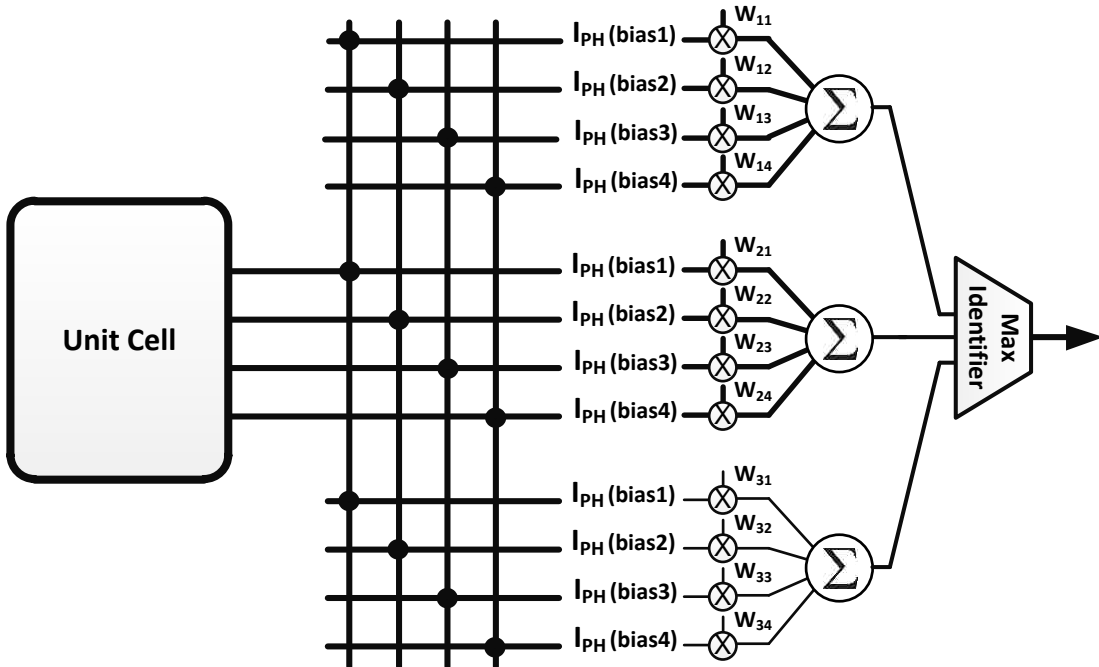 W11
IPH (bias1)
W12
IPH (bias2)
W13
IPH (bias3)
W14
IPH (bias4)
Σ
Unit Cell
W21
IPH (bias1)
W22
IPH (bias2)
W23
IPH (bias3)
W24
IPH (bias4)
Σ
Max
Identifier
W31
IPH (bias1)
W32
IPH (bias2)
W33
IPH (bias3)
W34
IPH (bias4)
Σ